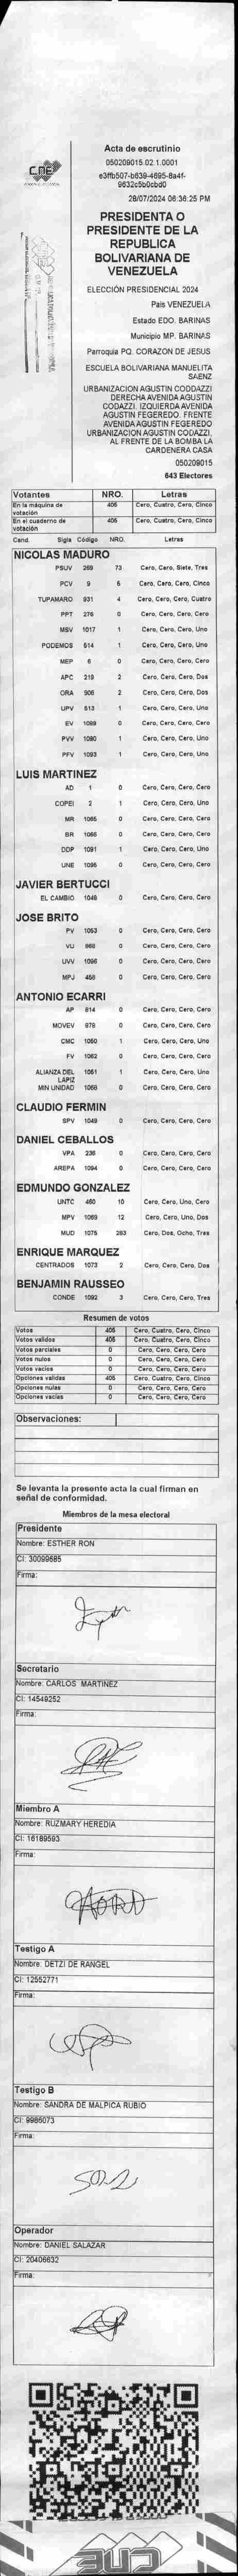 Acta de escrutinio
050209015.02.1.0001
e3ffb507-b639-4695-8a4f-
9632c5b0cbd0
28/07/2024 06:36:25 PM
CNE
PRESIDENTA O
PRESIDENTE DE LA
REPUBLICA
BOLIVARIANA DE
VENEZUELA
ELECCIÓN PRESIDENCIAL 2024
País VENEZUELA
Estado EDO. BARINAS
Municipio MP. BARINAS
Parroquia PQ. CORAZON DE JESUS
ESCUELA BOLIVARIANA MANUELITA
SAENZ
URBANIZACION AGUSTIN CODDAZZI
DERECHA AVENIDA AGUSTIN
CODAZZI. IZQUIERDA AVENIDA
AGUSTIN FEGEREDO. FRENTE
AVENIDA AGUSTIN FEGEREDO
URBANIZACION AGUSTIN CODAZZI.
AL FRENTE DE LA BOMBA LA
CARDENERA CASA
050209015
643 Electores
Votantes NRO. Letras
En la máquina de votación 405 Cero, Cuatro, Cero, Cinco
En el cuaderno de votación 405 Cero, Cuatro, Cero, Cinco
Cand. Sigla Código NRO. Letras
NICOLAS MADURO
PSUV 269 73 Cero, Cero, Siete, Tres
PCV 9 5 Cero, Cero, Cero, Cinco
TUPAMARO 931 4 Cero, Cero, Cero, Cuatro
PPT 276 0 Cero, Cero, Cero, Cero
MSV 1017 1 Cero, Cero, Cero, Uno
PODEMOS 514 1 Cero, Cero, Cero, Uno
MEP 6 0 Cero, Cero, Cero, Cero
APC 219 2 Cero, Cero, Cero, Dos
ORA 906 2 Cero, Cero, Cero, Dos
UPV 513 1 Cero, Cero, Cero, Uno
EV 1089 0 Cero, Cero, Cero, Cero
PVV 1090 1 Cero, Cero, Cero, Uno
PFV 1093 1 Cero, Cero, Cero, Uno
LUIS MARTINEZ
AD 1 0 Cero, Cero, Cero, Cero
COPEI 2 1 Cero, Cero, Cero, Uno
MR 1065 0 Cero, Cero, Cero, Cero
BR 1066 0 Cero, Cero, Cero, Cero
DDP 1091 1 Cero, Cero, Cero, Uno
UNE 1095 0 Cero, Cero, Cero, Cero
JAVIER BERTUCCI
EL CAMBIO 1048 0 Cero, Cero, Cero, Cero
JOSE BRITO
PV 1053 0 Cero, Cero, Cero, Cero
VU 868 0 Cero, Cero, Cero, Cero
UVV 1096 0 Cero, Cero, Cero, Cero
MPJ 458 0 Cero, Cero, Cero, Cero
ANTONIO ECARRI
AP 814 0 Cero, Cero, Cero, Cero
MOVEV 979 0 Cero, Cero, Cero, Cero
CMC 1050 1 Cero, Cero, Cero, Uno
FV 1062 0 Cero, Cero, Cero, Cero
ALIANZA DEL LAPIZ 1051 1 Cero, Cero, Cero, Uno
MIN UNIDAD 1068 0 Cero, Cero, Cero, Cero
CLAUDIO FERMIN
SPV 1049 0 Cero, Cero, Cero, Cero
DANIEL CEBALLOS
VPA 236 0 Cero, Cero, Cero, Cero
AREPA 1094 0 Cero, Cero, Cero, Cero
EDMUNDO GONZALEZ
UNTC 460 10 Cero, Cero, Uno, Cero
MPV 1069 12 Cero, Cero, Uno, Dos
MUD 1075 283 Cero, Dos, Ocho, Tres
ENRIQUE MARQUEZ
CENTRADOS 1073 2 Cero, Cero, Cero, Dos
BENJAMIN RAUSSEO
CONDE 1092 3 Cero, Cero, Cero, Tres
Resumen de votos
Votos 405 Cero, Cuatro, Cero, Cinco
Votos validos 405 Cero, Cuatro, Cero, Cinco
Votos parciales 0 Cero, Cero, Cero, Cero
Votos nulos 0 Cero, Cero, Cero, Cero
Votos vacios 0 Cero, Cero, Cero, Cero
Opciones validas 405 Cero, Cuatro, Cero, Cinco
Opciones nulas 0 Cero, Cero, Cero, Cero
Opciones vacias 0 Cero, Cero, Cero, Cero
Observaciones:
Se levanta la presente acta la cual firman en
señal de conformidad.
Miembros de la mesa electoral
Presidente
Nombre: ESTHER RON
CI: 30099685
Firma:
Secretario
Nombre: CARLOS MARTINEZ
CI: 14549252
Firma:
Miembro A
Nombre: RUZMARY HEREDIA
CI: 16189593
Firma:
Testigo A
Nombre: DETZI DE RANGEL
CI: 12552771
Firma:
Testigo B
Nombre: SANDRA DE MALPICA RUBIO
CI: 9986073
Firma:
Operador
Nombre: DANIEL SALAZAR
CI: 20406632
Firma:
CNE